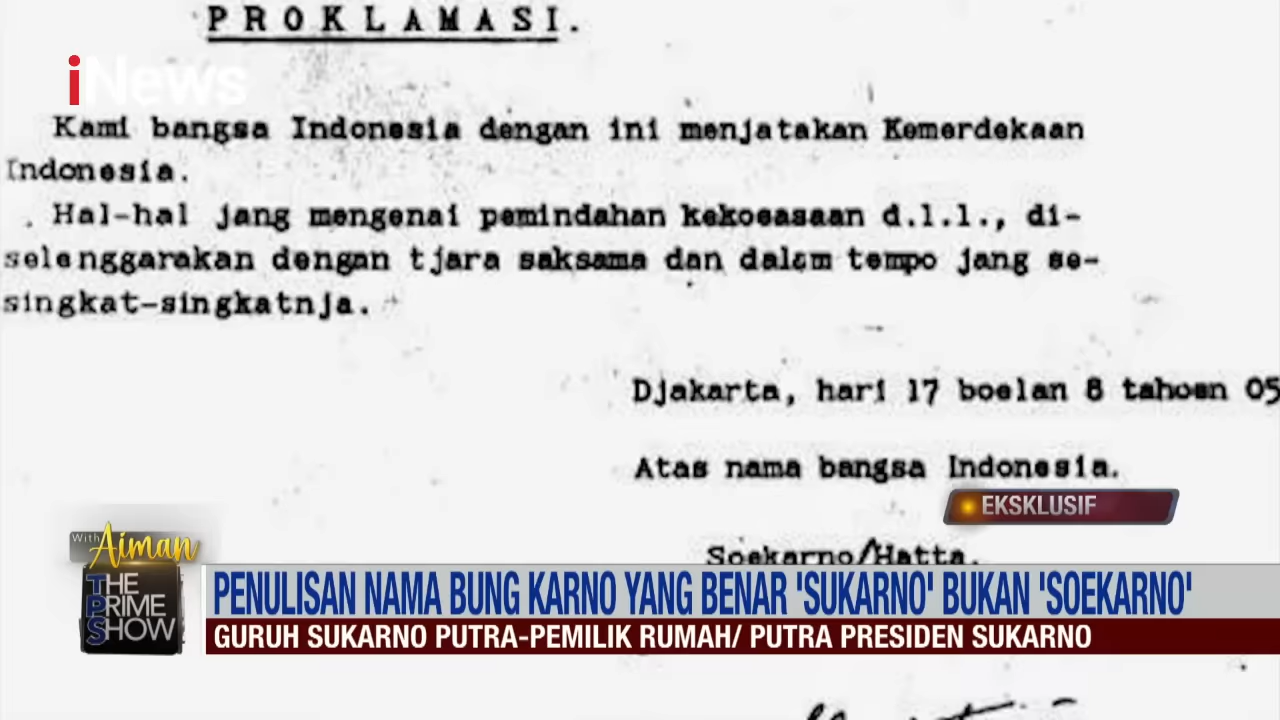 PROKLAMASI.
iNews
Kami bangsa Indonesia dengan ini menjatakan Kemerdekaan
Indonesia.
Hal-hal jang mengenai pemindahan kekoeasaan d.l.l., di-
selenggarakan dengan tjara saksama dan dalam tempo jang se-
singkat-singkatnja.
Djakarta, hari 17 boelan 8 tahoen 05
Atas nama bangsa Indonesia.
EKSKLUSIF
Soekarno/Hatta.
With Aiman
THE PRIME SHOW
TPS
PENULISAN NAMA BUNG KARNO YANG BENAR 'SUKARNO' BUKAN 'SOEKARNO'
GURUH SUKARNO PUTRA-PEMILIK RUMAH/ PUTRA PRESIDEN SUKARNO